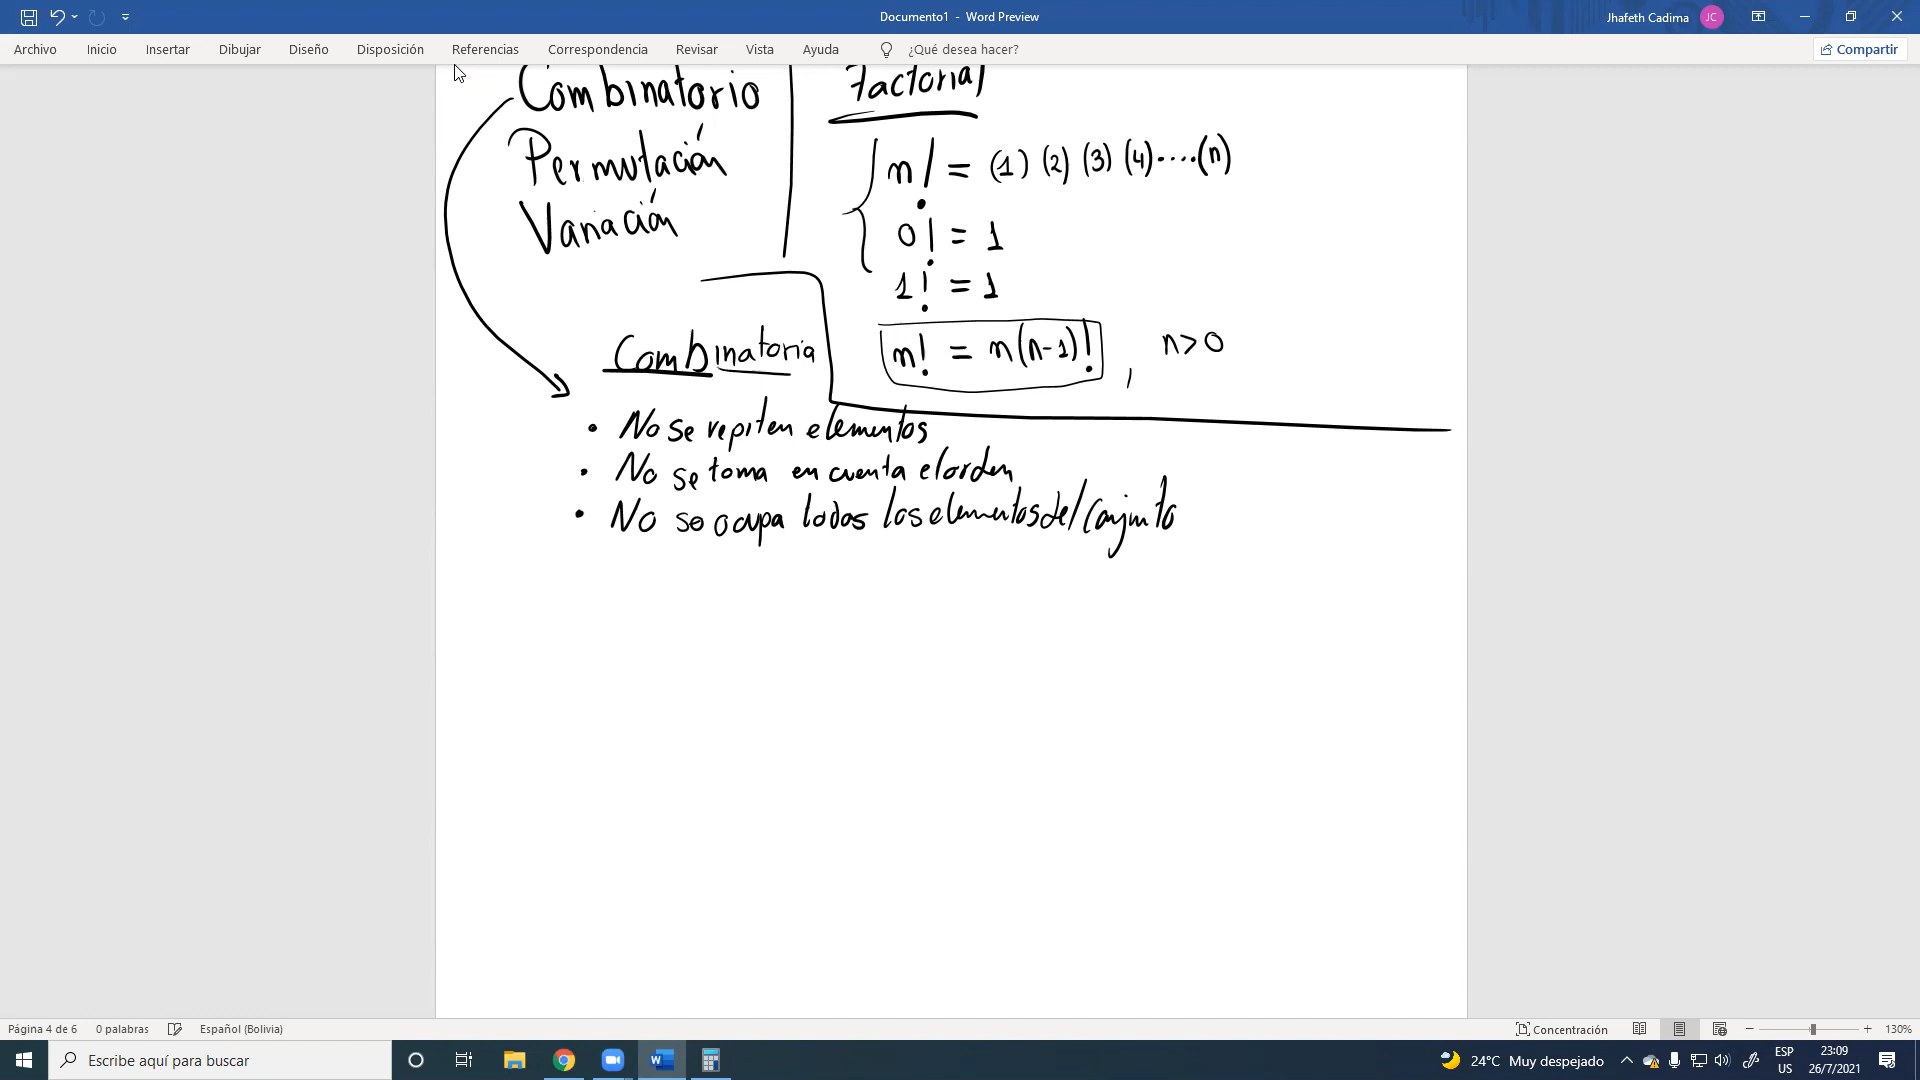 Documento1 - Word Preview
Jhafeth Cadima
JC
Archivo
Inicio
Insertar
Dibujar
Diseño
Disposición
Referencias
Correspondencia
Revisar
Vista
Ayuda
¿Qué desea hacer?
Compartir
Combinatorio
Permutación
Variación
Factorial
n! = (1) (2) (3) (4)....(n)
0! = 1
1! = 1
n! = n(n-1)! , n>0
Combinatoria
• No se repiten elementos
• No se toma en cuenta el orden
• No se ocupa todos los elementos del conjunto
Página 4 de 6
0 palabras
Español (Bolivia)
Concentración
130%
Escribe aquí para buscar
24°C Muy despejado
ESP
US
23:09
26/7/2021